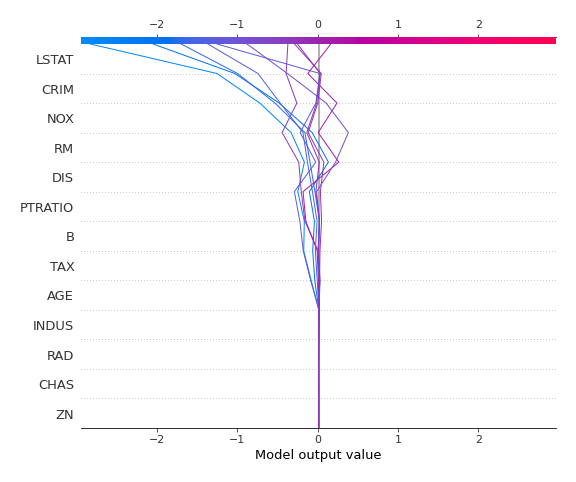 −2 −1 0 1 2
LSTAT
CRIM
NOX
RM
DIS
PTRATIO
B
TAX
AGE
INDUS
RAD
CHAS
ZN
−2 −1 0 1 2
Model output value